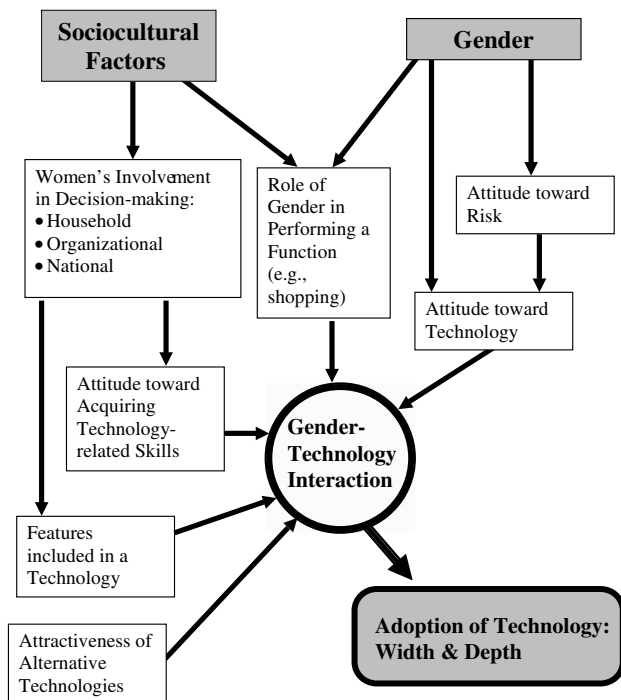 Sociocultural
Factors
Gender
Women's Involvement
in Decision-making:
• Household
• Organizational
• National
Role of
Gender in
Performing a
Function
(e.g.,
shopping)
Attitude toward
Risk
Attitude toward
Technology
Attitude toward
Acquiring
Technology-
related Skills
Gender-
Technology
Interaction
Features
included in a
Technology
Attractiveness of
Alternative
Technologies
Adoption of Technology:
Width & Depth